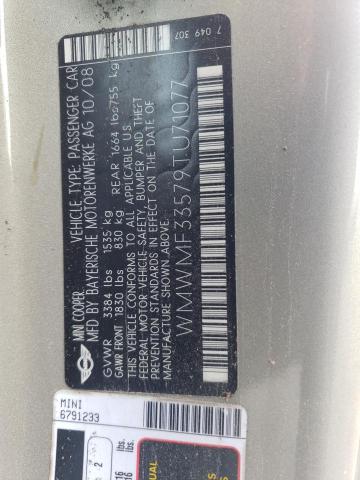 MINI COOPER
VEHICLE TYPE: PASSENGER CAR
MFD BY BAYERISCHE MOTORENWERKE AG 10/08
GVWR 3384 lbs 1535 kg
GAWR FRONT 1830 lbs 830 kg REAR 1664 lbs 755 kg
THIS VEHICLE CONFORMS TO ALL APPLICABLE U.S.
FEDERAL MOTOR VEHICLE SAFETY, BUMPER AND THEFT
PREVENTION STANDARDS IN EFFECT ON THE DATE OF
MANUFACTURE SHOWN ABOVE
WMWMF33579TU71077
7 049 307
MINI
6791233
2
lbs.
lbs.